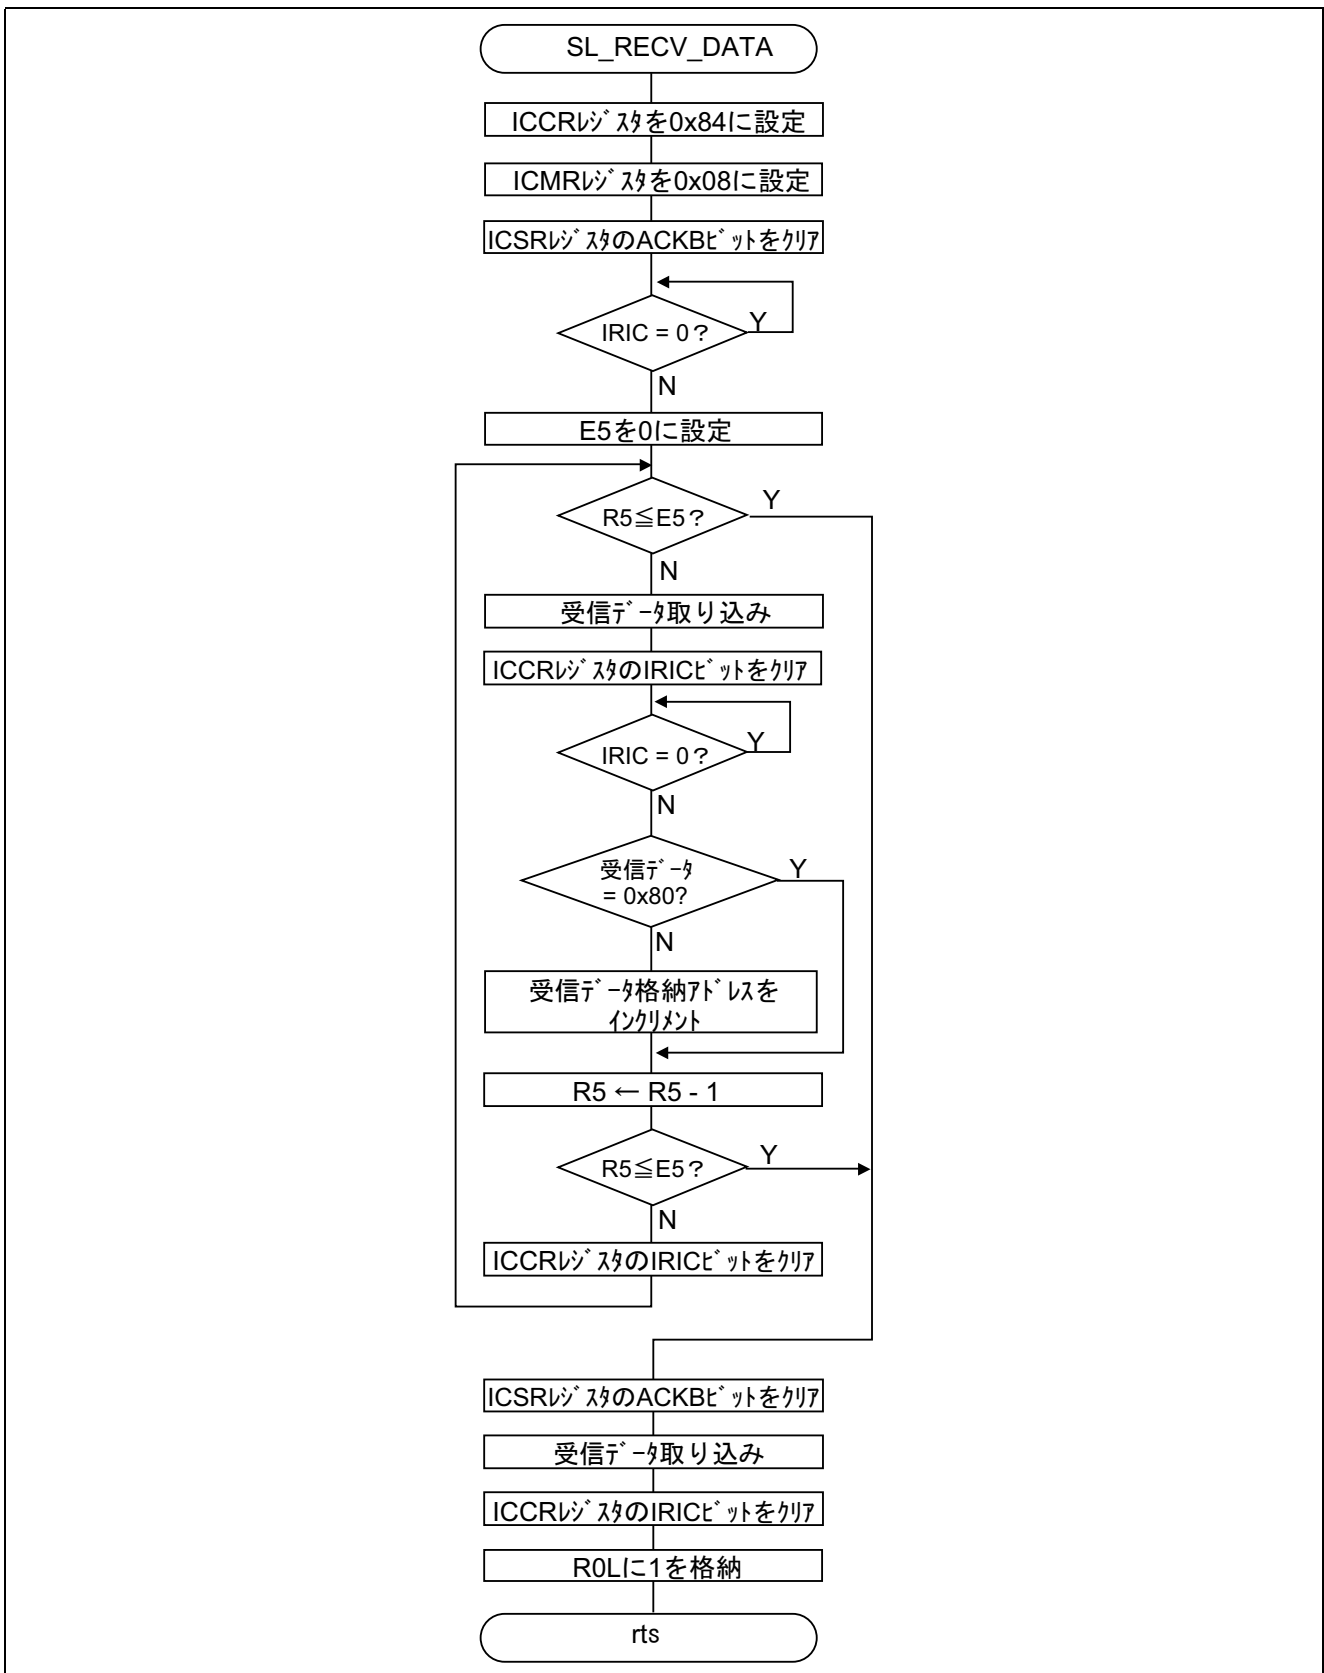 SL_RECV_DATA
ICCRﾚｼﾞｽﾀを0x84に設定
ICMRﾚｼﾞｽﾀを0x08に設定
ICSRﾚｼﾞｽﾀのACKBﾋﾞｯﾄをｸﾘｱ
IRIC = 0？
Y
N
E5を0に設定
R5≦E5？
Y
N
受信ﾃﾞｰﾀ取り込み
ICCRﾚｼﾞｽﾀのIRICﾋﾞｯﾄをｸﾘｱ
IRIC = 0？
Y
N
受信ﾃﾞｰﾀ
= 0x80?
Y
N
受信ﾃﾞｰﾀ格納ｱﾄﾞﾚｽを
ｲﾝｸﾘﾒﾝﾄ
R5 ← R5 - 1
R5≦E5？
Y
N
ICCRﾚｼﾞｽﾀのIRICﾋﾞｯﾄをｸﾘｱ
ICSRﾚｼﾞｽﾀのACKBﾋﾞｯﾄをｸﾘｱ
受信ﾃﾞｰﾀ取り込み
ICCRﾚｼﾞｽﾀのIRICﾋﾞｯﾄをｸﾘｱ
R0Lに1を格納
rts